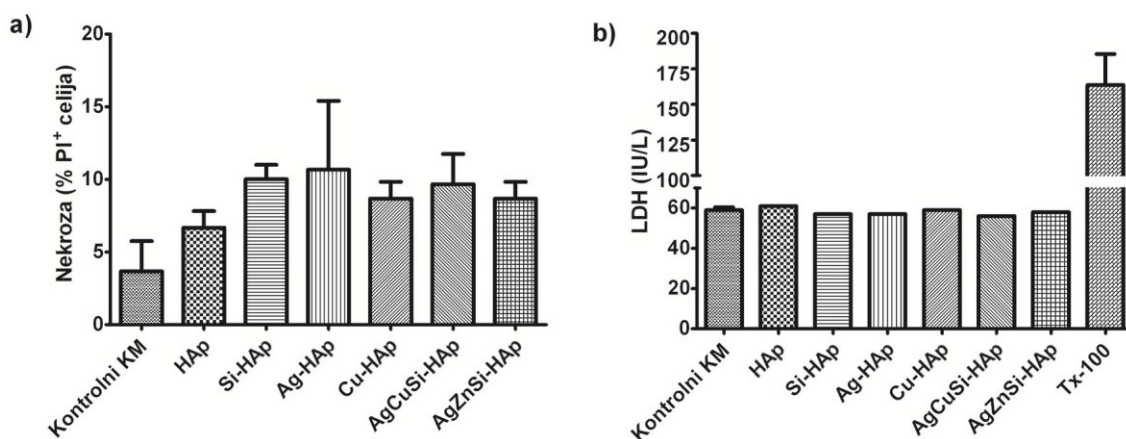 a)
Nekroza (% PI⁺ celija)
20
15
10
5
0
Kontrolni KM
HAp
Si-HAp
Ag-HAp
Cu-HAp
AgCuSi-HAp
AgZnSi-HAp
b)
LDH (IU/L)
200
175
150
125
100
80
60
40
20
0
Kontrolni KM
HAp
Si-HAp
Ag-HAp
Cu-HAp
AgCuSi-HAp
AgZnSi-HAp
Tx-100